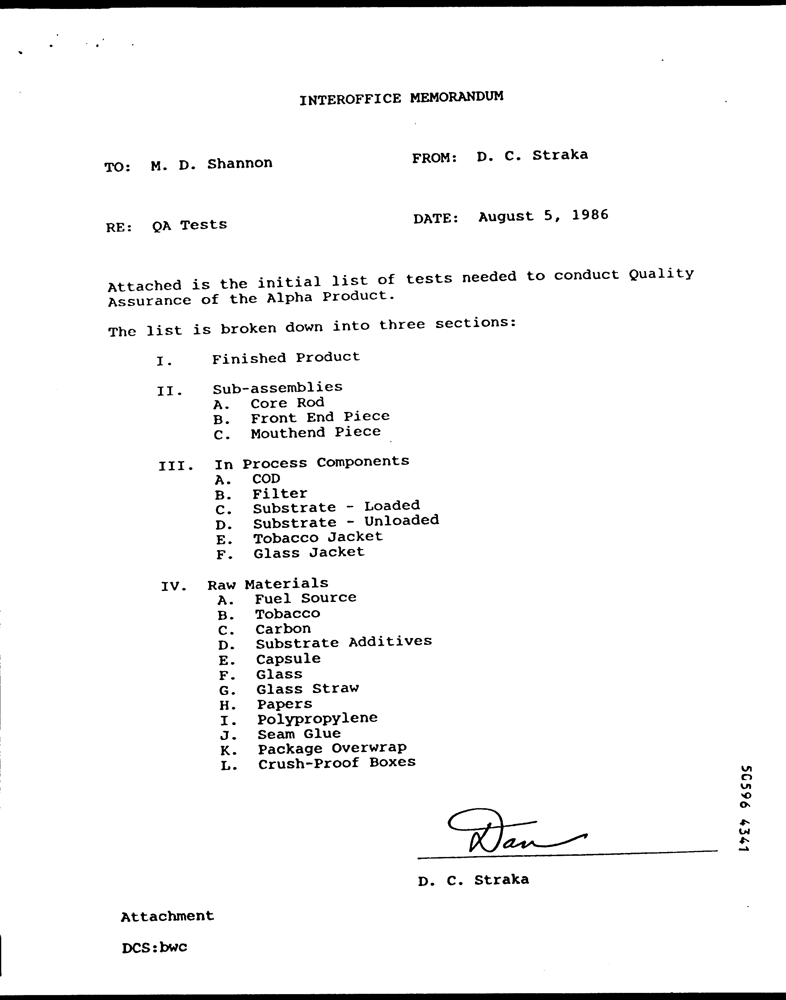 INTEROFFICE MEMORANDUM
TO: M. D. Shannon
FROM: D. C. Straka
RE: QA Tests
DATE: August 5, 1986
Attached is the initial list of tests needed to conduct Quality
Assurance of the Alpha Product.
The list is broken down into three sections:
I. Finished Product
II. Sub-assemblies
A. Core Rod
B. Front End Piece
C. Mouthend Piece
III. In Process Components
A. COD
B. Filter
C. Substrate - Loaded
D. Substrate - Unloaded
E. Tobacco Jacket
F. Glass Jacket
IV. Raw Materials
A. Fuel Source
B. Tobacco
C. Carbon
D. Substrate Additives
E. Capsule
F. Glass
G. Glass Straw
H. Papers
I. Polypropylene
J. Seam Glue
K. Package Overwrap
L. Crush-Proof Boxes
Dan
D. C. Straka
Attachment
DCS:bwc
50596 4341